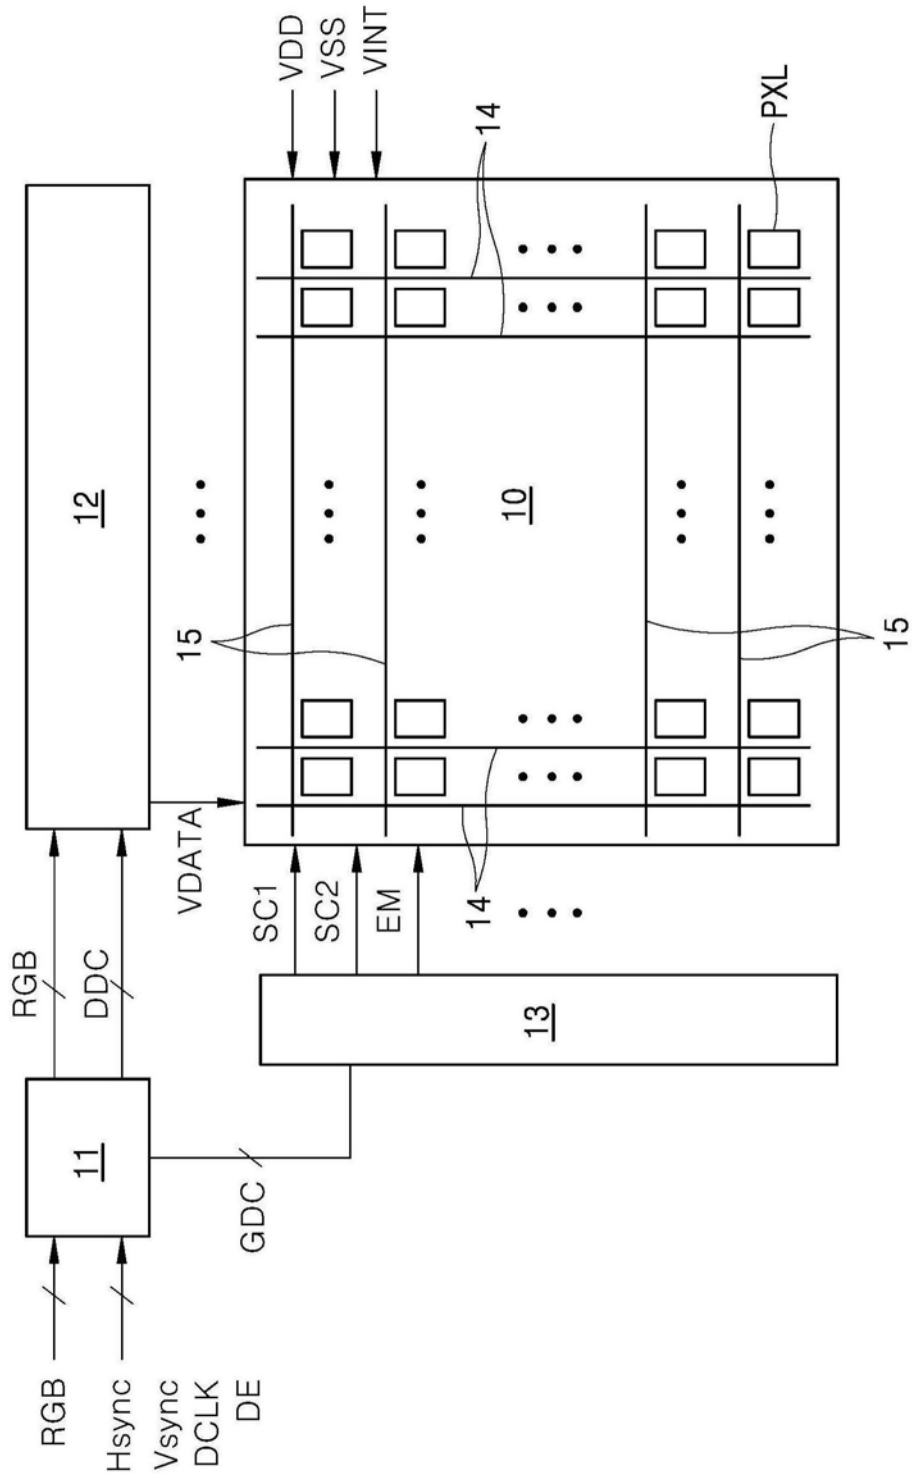 RGB
Hsync
Vsync
DCLK
DE
11
RGB
DDC
GDC
12
VDATA
13
SC1
SC2
EM
15
14
10
14
15
VDD
VSS
VINT
PXL